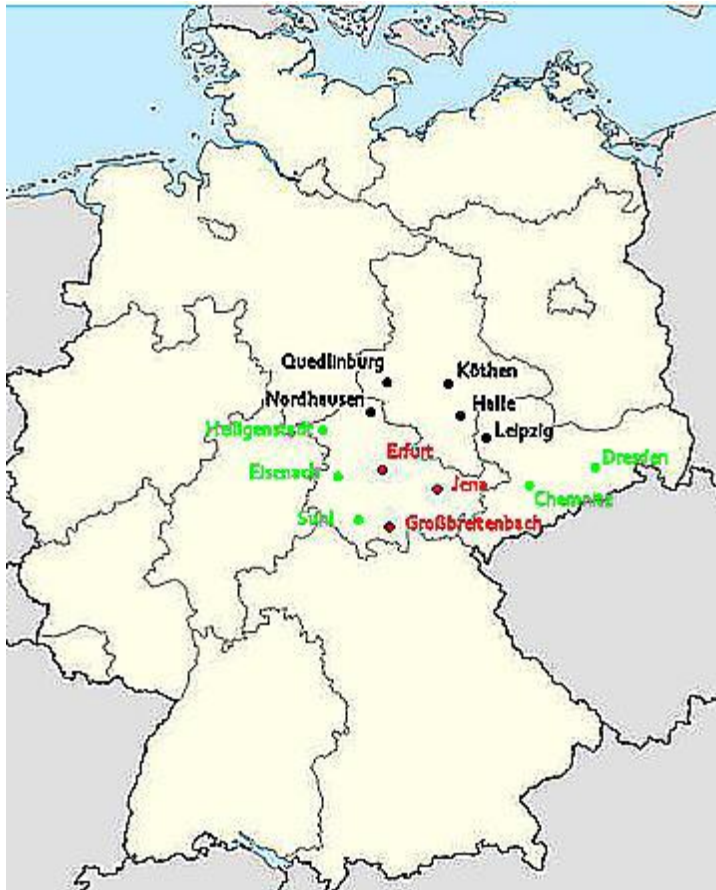 Quedlinburg
Köthen
Nordhausen
Halle
Heiligenstadt
Leipzig
Erfurt
Dresden
Eisenach
Jena
Chemnitz
Suhl
Großbreitenbach